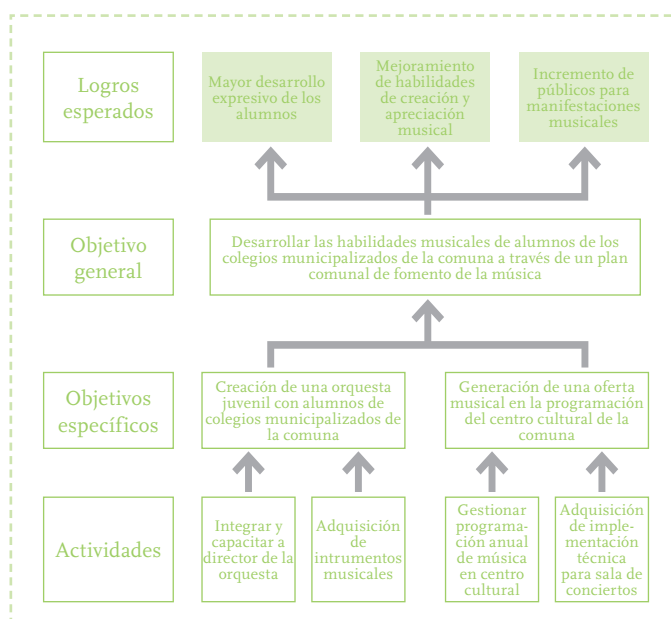 Logros
esperados
Mayor desarrollo
expresivo de los
alumnos
Mejoramiento
de habilidades
de creación y
apreciación
musical
Incremento de
públicos para
manifestaciones
musicales
Objetivo
general
Desarrollar las habilidades musicales de alumnos de los
colegios municipalizados de la comuna a través de un plan
comunal de fomento de la música
Objetivos
específicos
Creación de una orquesta
juvenil con alumnos de
colegios municipalizados de
la comuna
Generación de una oferta
musical en la programación
del centro cultural de la
comuna
Actividades
Integrar y
capacitar a
director de la
orquesta
Adquisición
de
intrumentos
musicales
Gestionar
programa-
ción anual
de música
en centro
cultural
Adquisición
de imple-
mentación
técnica
para sala de
conciertos